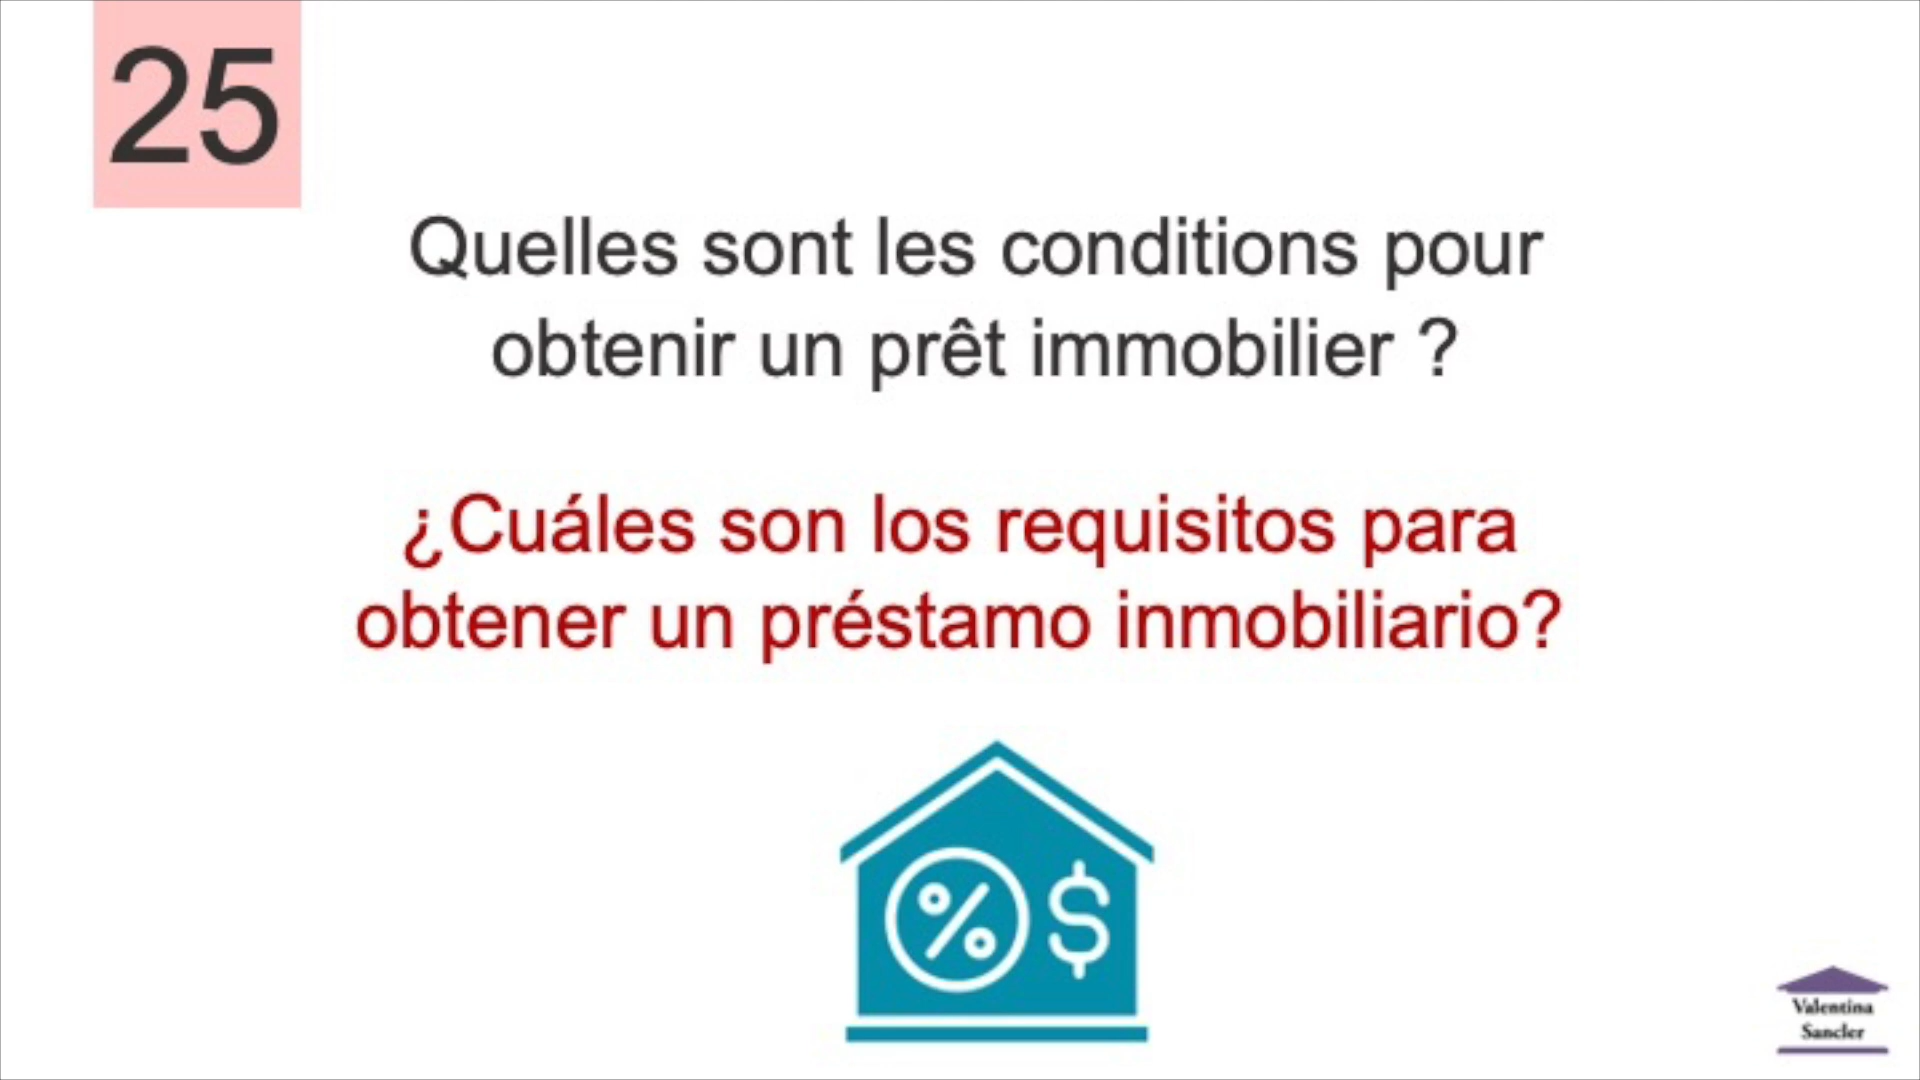 25
Quelles sont les conditions pour
obtenir un prêt immobilier ?
¿Cuáles son los requisitos para
obtener un préstamo inmobiliario?
% $
Valentina
Sancler